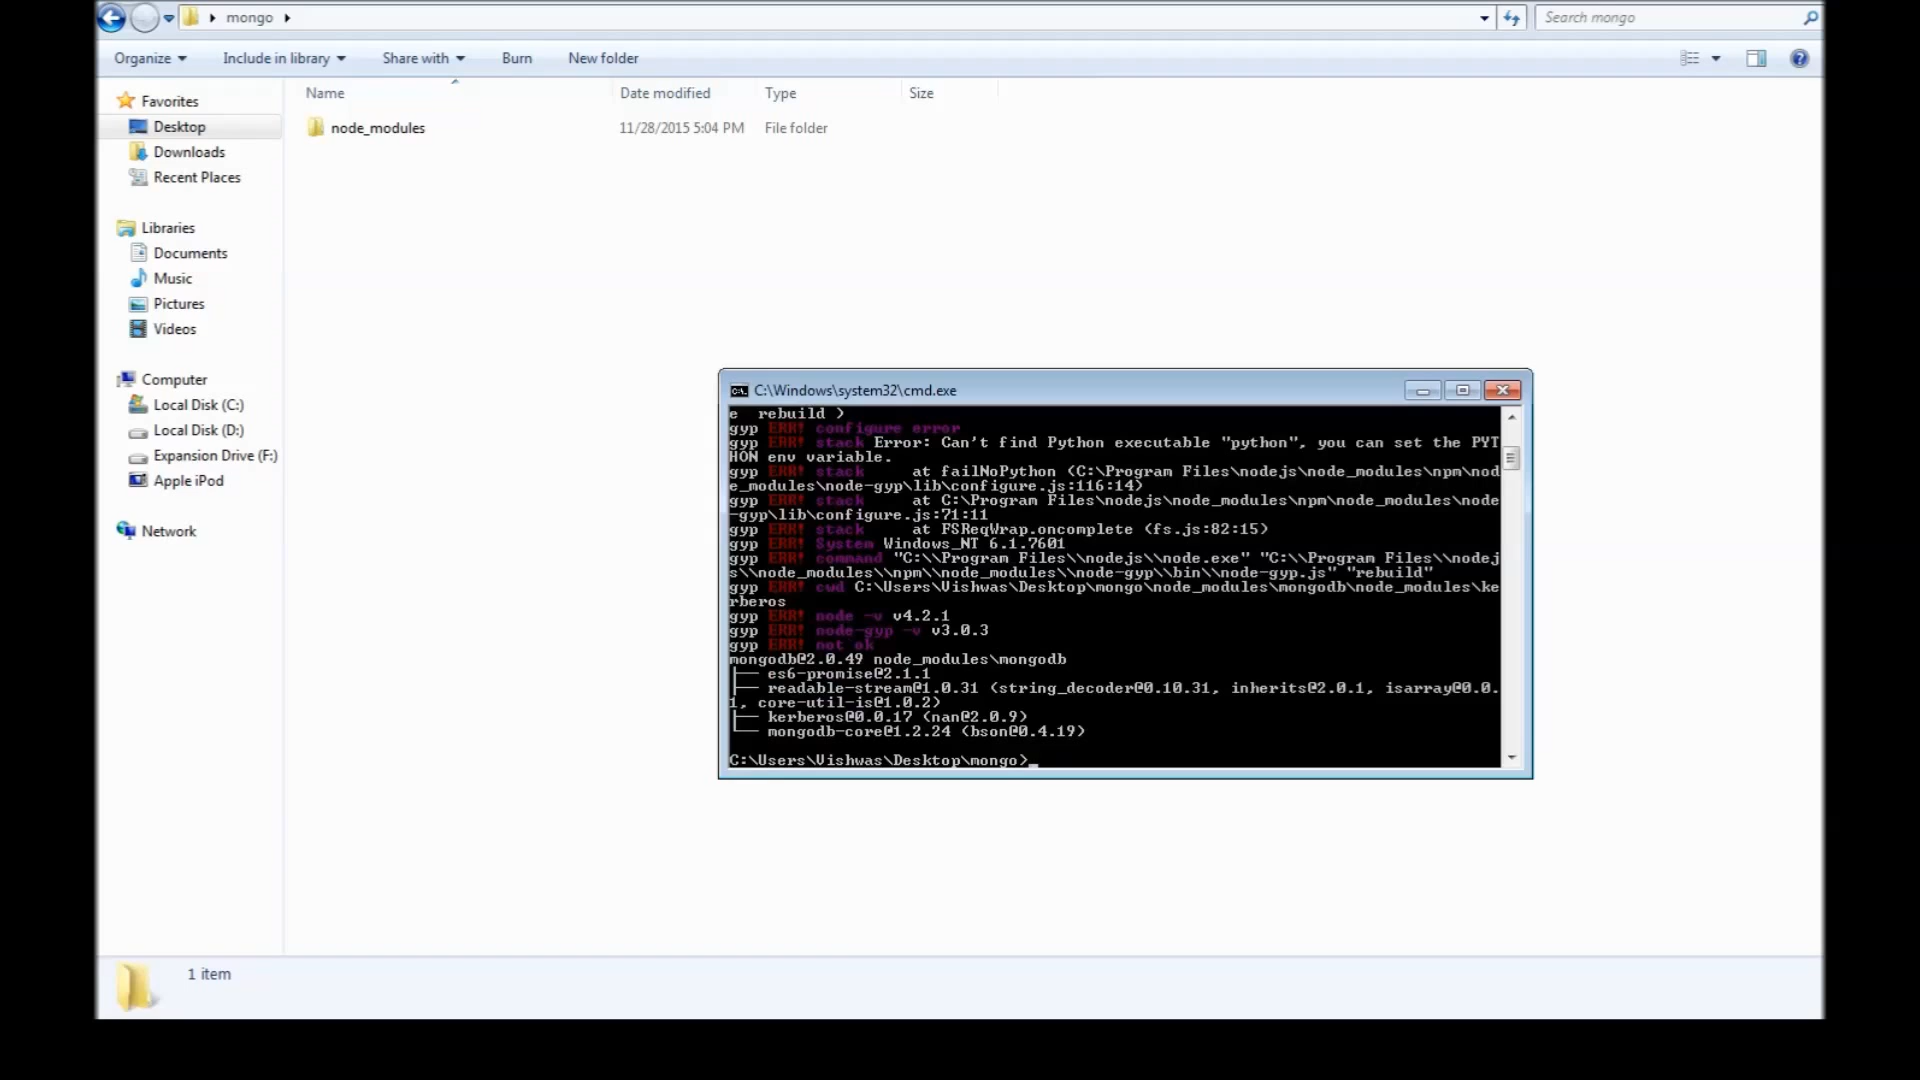 mongo
Search mongo
Organize
Include in library
Share with
Burn
New folder
Name
Date modified
Type
Size
node_modules
11/28/2015 5:04 PM
File folder
Favorites
Desktop
Downloads
Recent Places
Libraries
Documents
Music
Pictures
Videos
Computer
Local Disk (C:)
Local Disk (D:)
Expansion Drive (F:)
Apple iPod
Network
C:\Windows\system32\cmd.exe
e  rebuild )
gyp ERR! configure error
gyp ERR! stack Error: Can't find Python executable "python", you can set the PYT
HON env variable.
gyp ERR! stack     at failNoPython (C:\Program Files\nodejs\node_modules\npm\nod
e_modules\node-gyp\lib\configure.js:116:14)
gyp ERR! stack     at C:\Program Files\nodejs\node_modules\npm\node_modules\node
-gyp\lib\configure.js:71:11
gyp ERR! stack     at FSReqWrap.oncomplete (fs.js:82:15)
gyp ERR! System Windows_NT 6.1.7601
gyp ERR! command "C:\\Program Files\\nodejs\\node.exe" "C:\\Program Files\\nodej
s\\node_modules\\npm\\node_modules\\node-gyp\\bin\\node-gyp.js" "rebuild"
gyp ERR! cwd C:\Users\Vishwas\Desktop\mongo\node_modules\mongodb\node_modules\ke
rberos
gyp ERR! node -v v4.2.1
gyp ERR! node-gyp -v v3.0.3
gyp ERR! not ok
mongodb@2.0.49 node_modules\mongodb
├── es6-promise@2.1.1
├── readable-stream@1.0.31 (string_decoder@0.10.31, inherits@2.0.1, isarray@0.0.
1, core-util-is@1.0.2)
├── kerberos@0.0.17 (nan@2.0.9)
└── mongodb-core@1.2.24 (bson@0.4.19)
C:\Users\Vishwas\Desktop\mongo>_
1 item